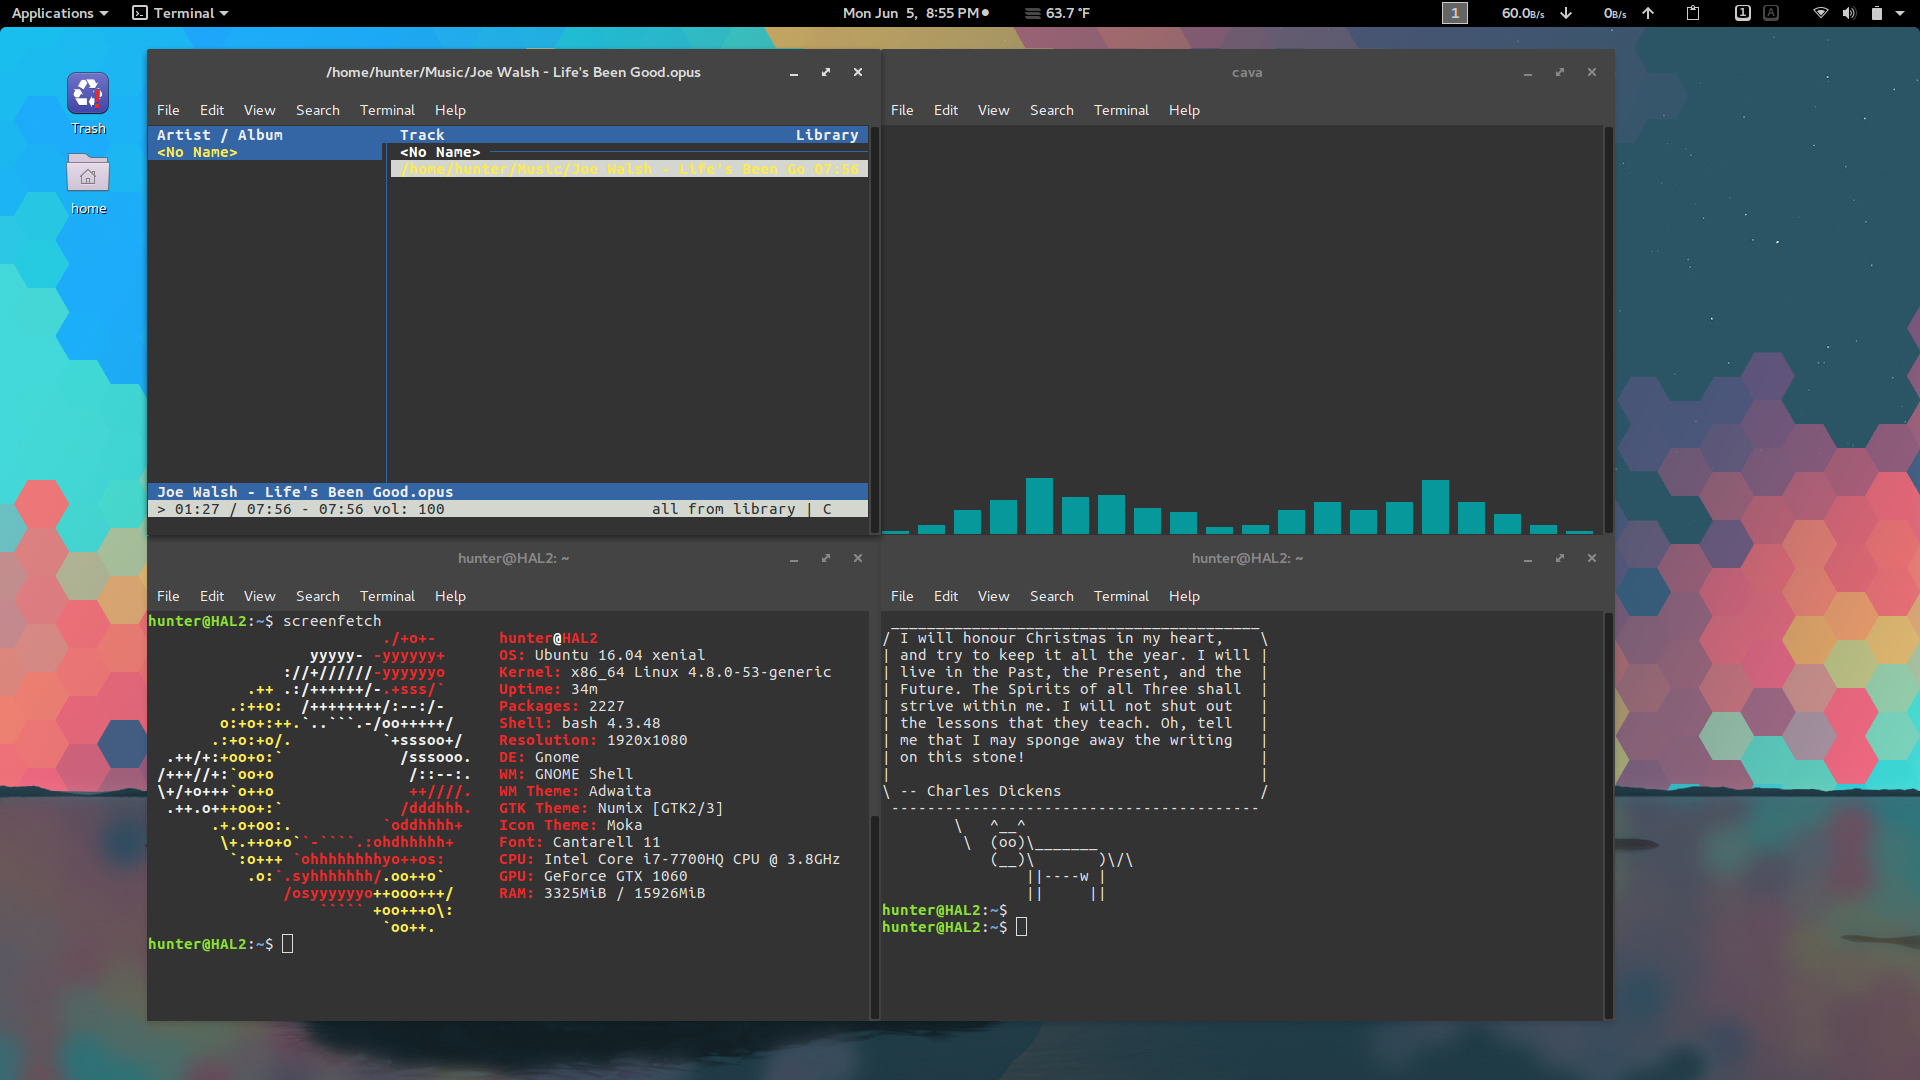 Applications Terminal Mon Jun 5, 8:55 PM 63.7 °F 1 60.0B/s 0B/s 1 A
Trash
home
/home/hunter/Music/Joe Walsh - Life's Been Good.opus
File Edit View Search Terminal Help
Artist / Album Track Library
<No Name> <No Name>
/home/hunter/Music/Joe Walsh - Life's Been Go 07:56
Joe Walsh - Life's Been Good.opus
> 01:27 / 07:56 - 07:56 vol: 100 all from library | C
cava
File Edit View Search Terminal Help
hunter@HAL2: ~
File Edit View Search Terminal Help
hunter@HAL2:~$ screenfetch
                          ./+o+-       hunter@HAL2
                  yyyyy- -yyyyyy+      OS: Ubuntu 16.04 xenial
               ://+//////-yyyyyyo      Kernel: x86_64 Linux 4.8.0-53-generic
           .++ .:/++++++/-.+sss/`      Uptime: 34m
         .:++o:  /++++++++/:--:/-      Packages: 2227
        o:+o+:++.`..```.-/oo+++++/     Shell: bash 4.3.48
       .:+o:+o/.          `+sssoo+/    Resolution: 1920x1080
  .++/+:+oo+o:`             /sssooo.   DE: Gnome
 /+++//+:`oo+o               /::--:.   WM: GNOME Shell
 \+/+o+++`o++o               ++////.   WM Theme: Adwaita
  .++.o+++oo+:`             /dddhhh.   GTK Theme: Numix [GTK2/3]
       .+.o+oo:.          `oddhhhh+    Icon Theme: Moka
        \+.++o+o``-````.:ohdhhhhh+     Font: Cantarell 11
         `:o+++ `ohhhhhhhhyo++os:      CPU: Intel Core i7-7700HQ CPU @ 3.8GHz
           .o:`.syhhhhhhh/.oo++o`      GPU: GeForce GTX 1060
               /osyyyyyyo++ooo+++/     RAM: 3325MiB / 15926MiB
                   ````` +oo+++o\:
                          `oo++.
hunter@HAL2:~$
hunter@HAL2: ~
File Edit View Search Terminal Help
 _________________________________________
/ I will honour Christmas in my heart,    \
| and try to keep it all the year. I will |
| live in the Past, the Present, and the  |
| Future. The Spirits of all Three shall  |
| strive within me. I will not shut out   |
| the lessons that they teach. Oh, tell   |
| me that I may sponge away the writing   |
| on this stone!                          |
|                                         |
\ -- Charles Dickens                      /
 -----------------------------------------
        \   ^__^
         \  (oo)\_______
            (__)\       )\/\
                ||----w |
                ||     ||
hunter@HAL2:~$
hunter@HAL2:~$